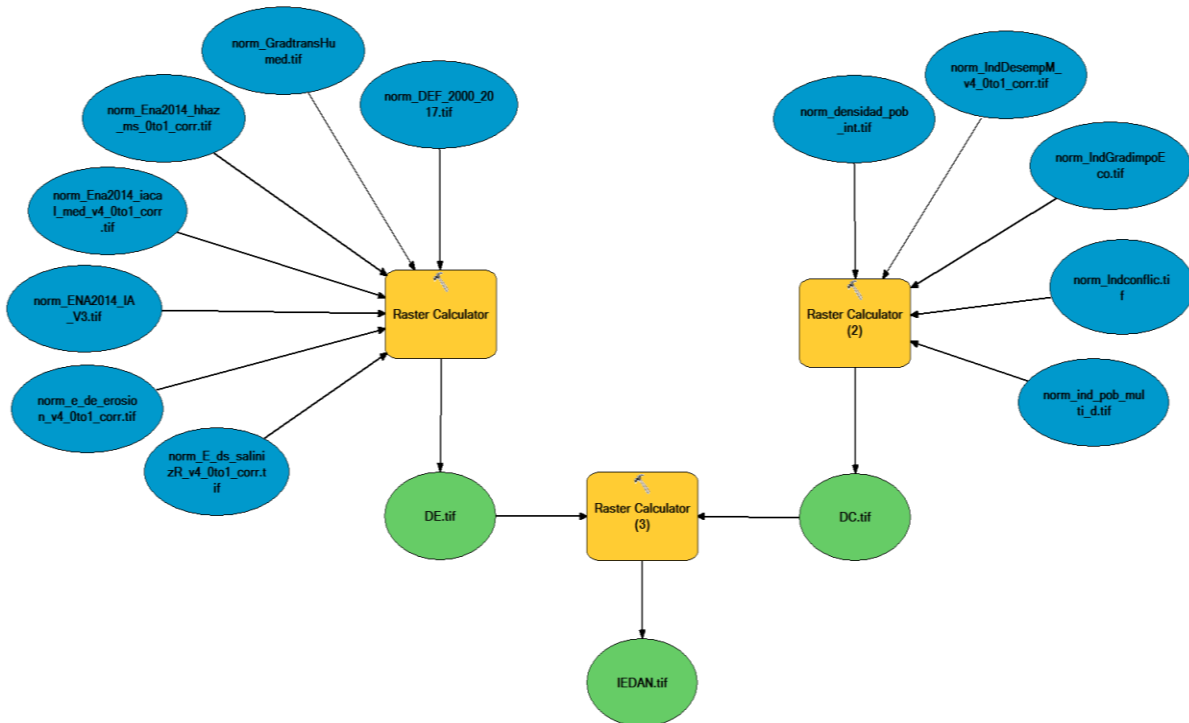 norm_GradtransHu
med.tif
norm_DEF_2000_20
17.tif
norm_Ena2014_hhaz
_ms_0to1_corr.tif
norm_Ena2014_iaca
l_med_v4_0to1_corr
.tif
norm_ENA2014_IA
_V3.tif
norm_e_de_erosio
n_v4_0to1_corr.tif
norm_E_ds_salini
zR_v4_0to1_corr.t
if
Raster Calculator
norm_densidad_pob
_int.tif
norm_IndDesempM_
v4_0to1_corr.tif
norm_IndGradimpoE
co.tif
norm_Indconflic.ti
f
norm_ind_pob_mul
ti_d.tif
Raster Calculator
(2)
DE.tif
Raster Calculator
(3)
DC.tif
IEDAN.tif